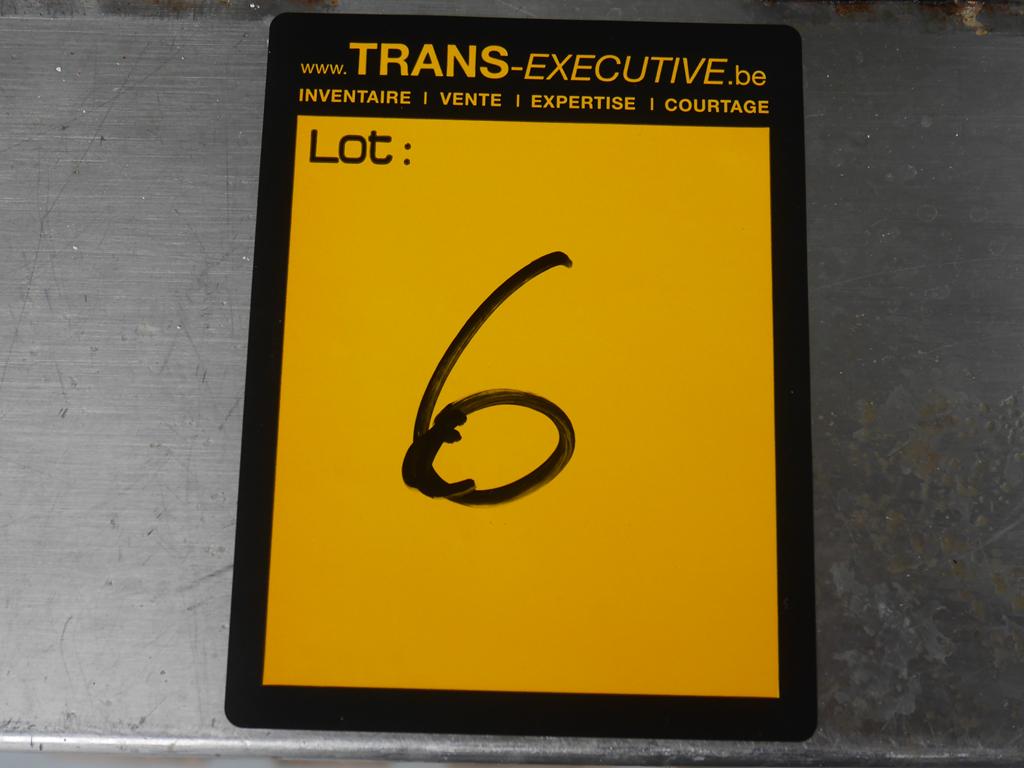 www.TRANS-EXECUTIVE.be
INVENTAIRE | VENTE | EXPERTISE | COURTAGE
Lot:
6